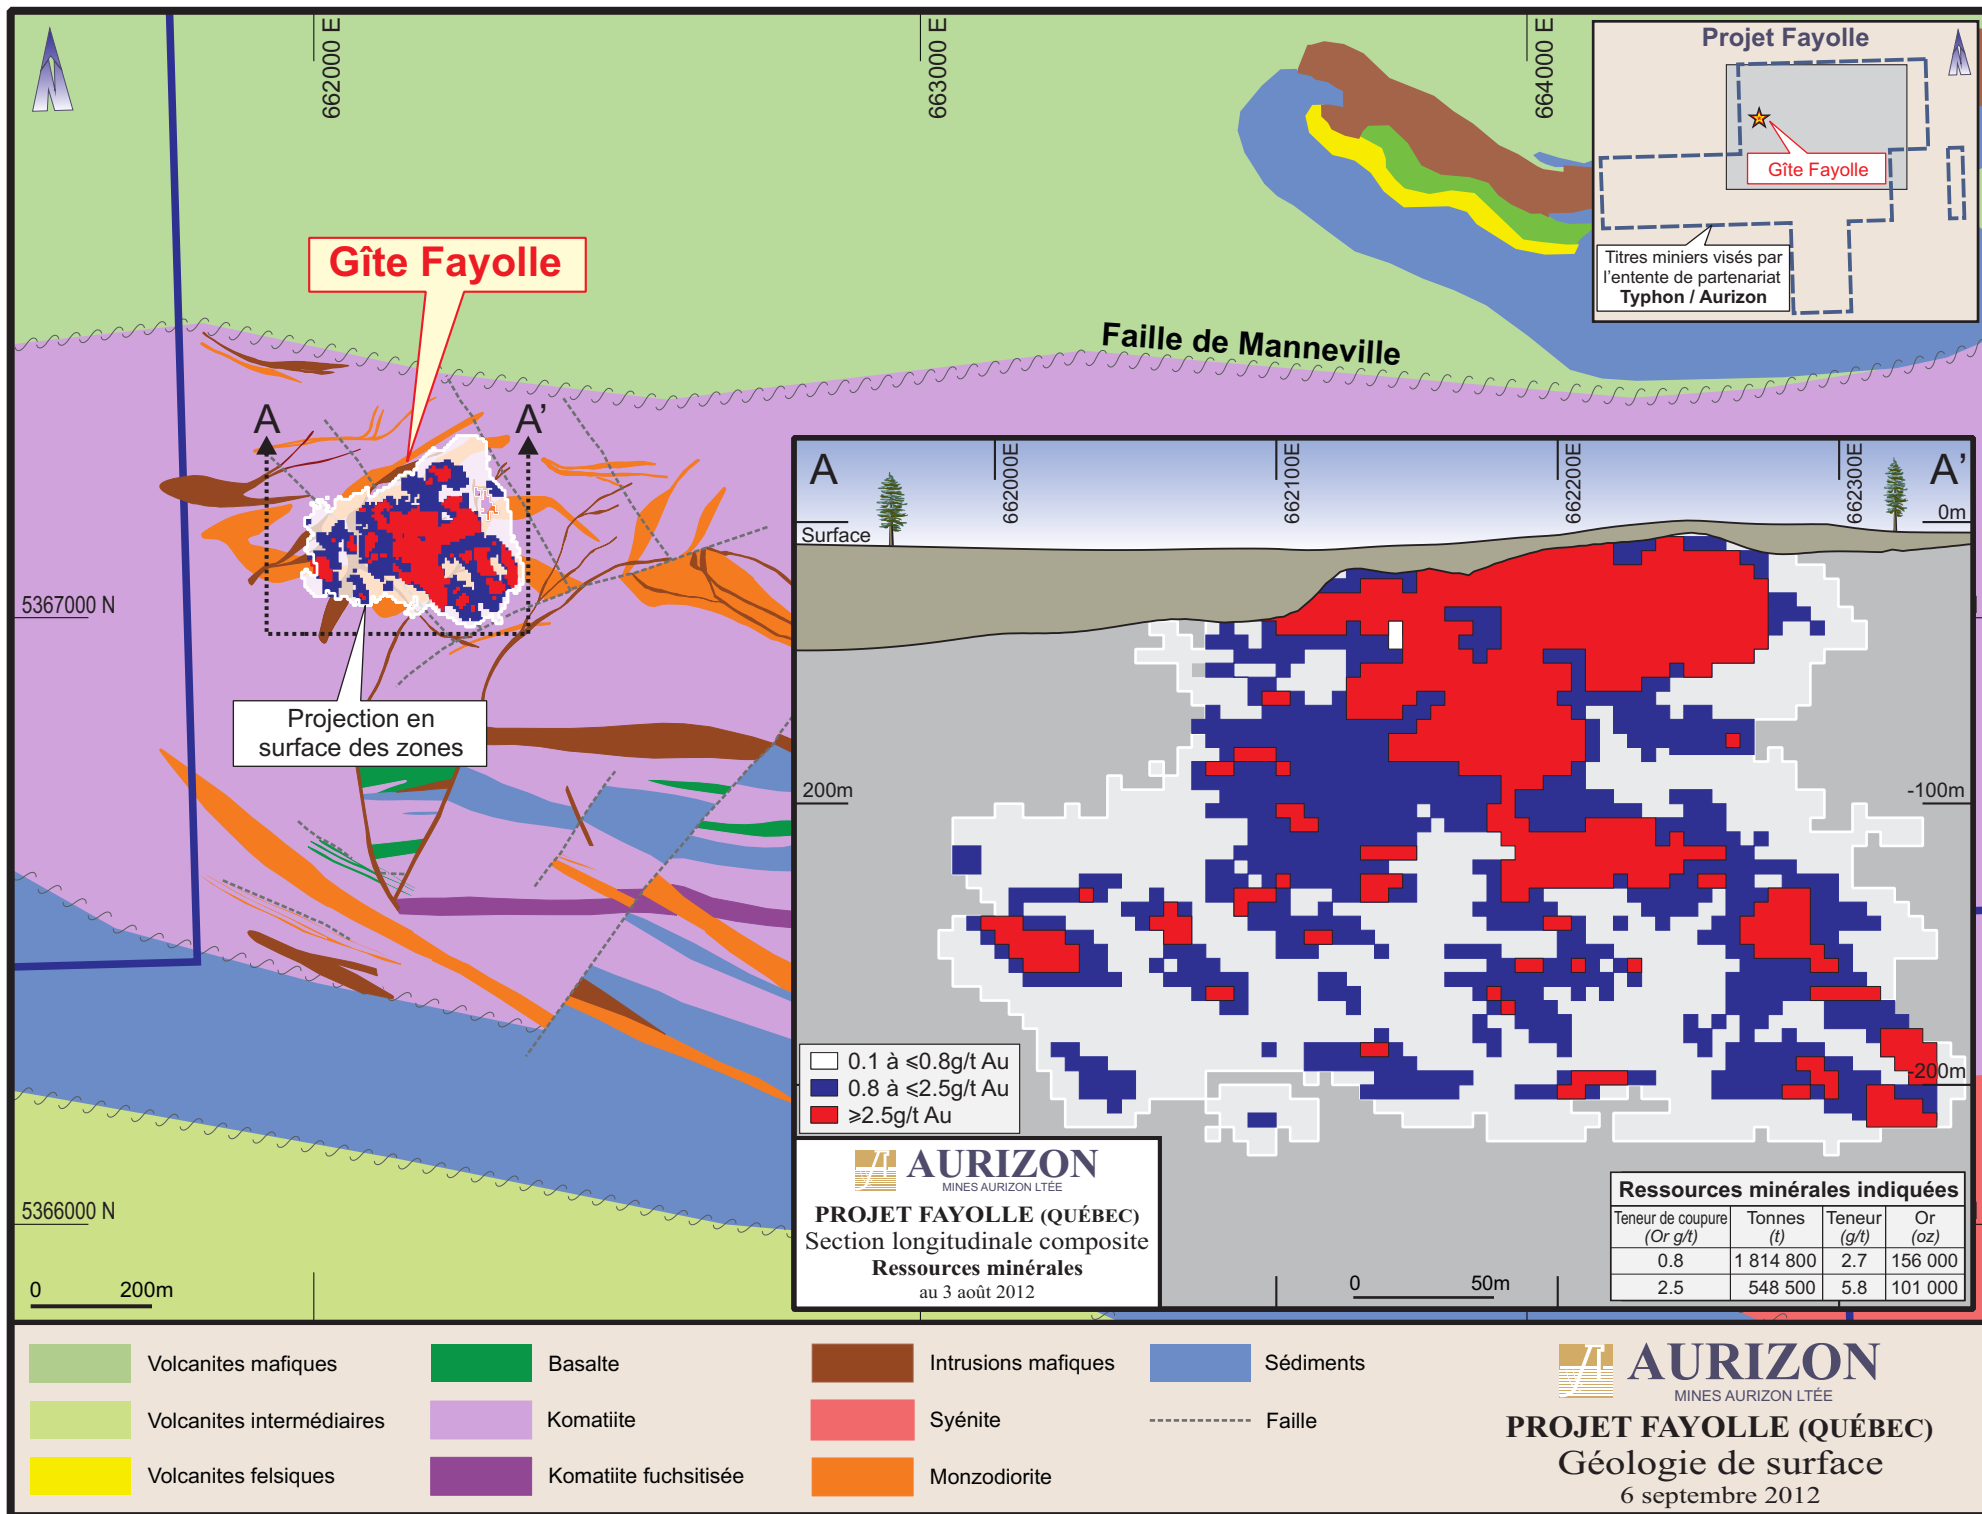 662000 E
663000 E
664000 E
Projet Fayolle
Gîte Fayolle
Titres miniers visés par
l'entente de partenariat
Typhon / Aurizon
Gîte Fayolle
Faille de Manneville
A
A'
5367000 N
Projection en
surface des zones
5366000 N
0 200m
A
662000E
662100E
662200E
662300E
A'
Surface
0m
200m
-100m
-200m
0.1 à ≤0.8g/t Au
0.8 à ≤2.5g/t Au
≥2.5g/t Au
AURIZON
MINES AURIZON LTÉE
PROJET FAYOLLE (QUÉBEC)
Section longitudinale composite
Ressources minérales
au 3 août 2012
0 50m
Ressources minérales indiquées
Teneur de coupure Tonnes Teneur Or
(Or g/t) (t) (g/t) (oz)
0.8 1 814 800 2.7 156 000
2.5 548 500 5.8 101 000
Volcanites mafiques
Volcanites intermédiaires
Volcanites felsiques
Basalte
Komatiite
Komatiite fuchsitisée
Intrusions mafiques
Syénite
Monzodiorite
Sédiments
Faille
AURIZON
MINES AURIZON LTÉE
PROJET FAYOLLE (QUÉBEC)
Géologie de surface
6 septembre 2012